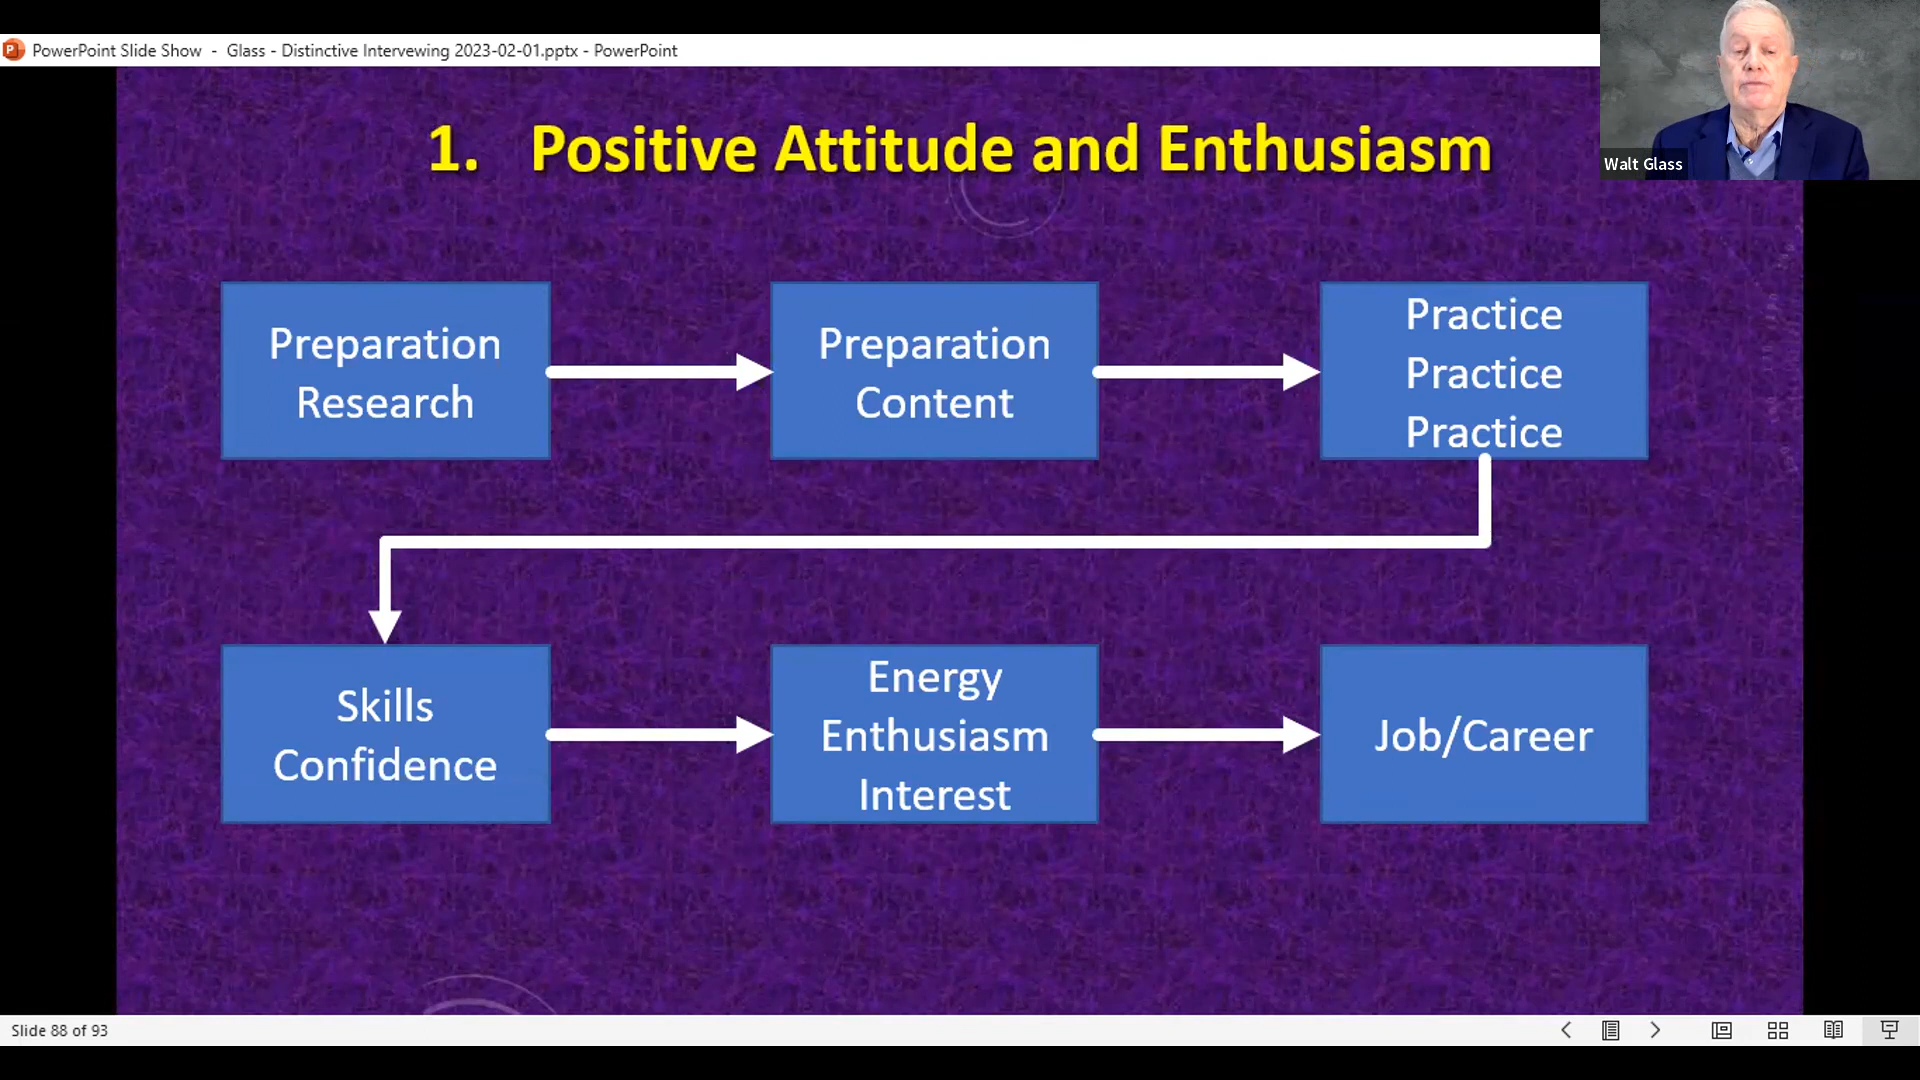 PowerPoint Slide Show - Glass - Distinctive Intervewing 2023-02-01.pptx - PowerPoint
Walt Glass
1. Positive Attitude and Enthusiasm
Preparation
Research
Preparation
Content
Practice
Practice
Practice
Skills
Confidence
Energy
Enthusiasm
Interest
Job/Career
Slide 88 of 93